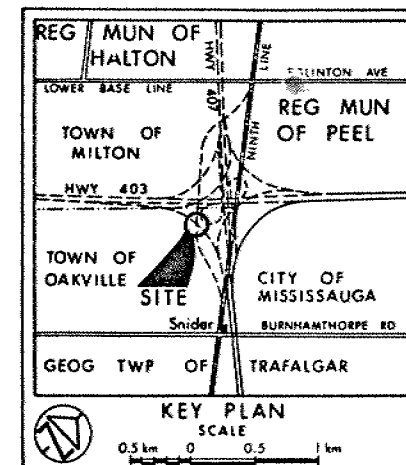 REG MUN OF
HALTON
HWY 407
NINTH LINE
EGLINTON AVE
LOWER BASE LINE
REG MUN
OF PEEL
TOWN OF
MILTON
HWY 403
TOWN OF
OAKVILLE
SITE
CITY OF
MISSISSAUGA
Snider
BURNHAMTHORPE RD
GEOG TWP OF TRAFALGAR
KEY PLAN
SCALE
0.5 km 0 0.5 1 km
N